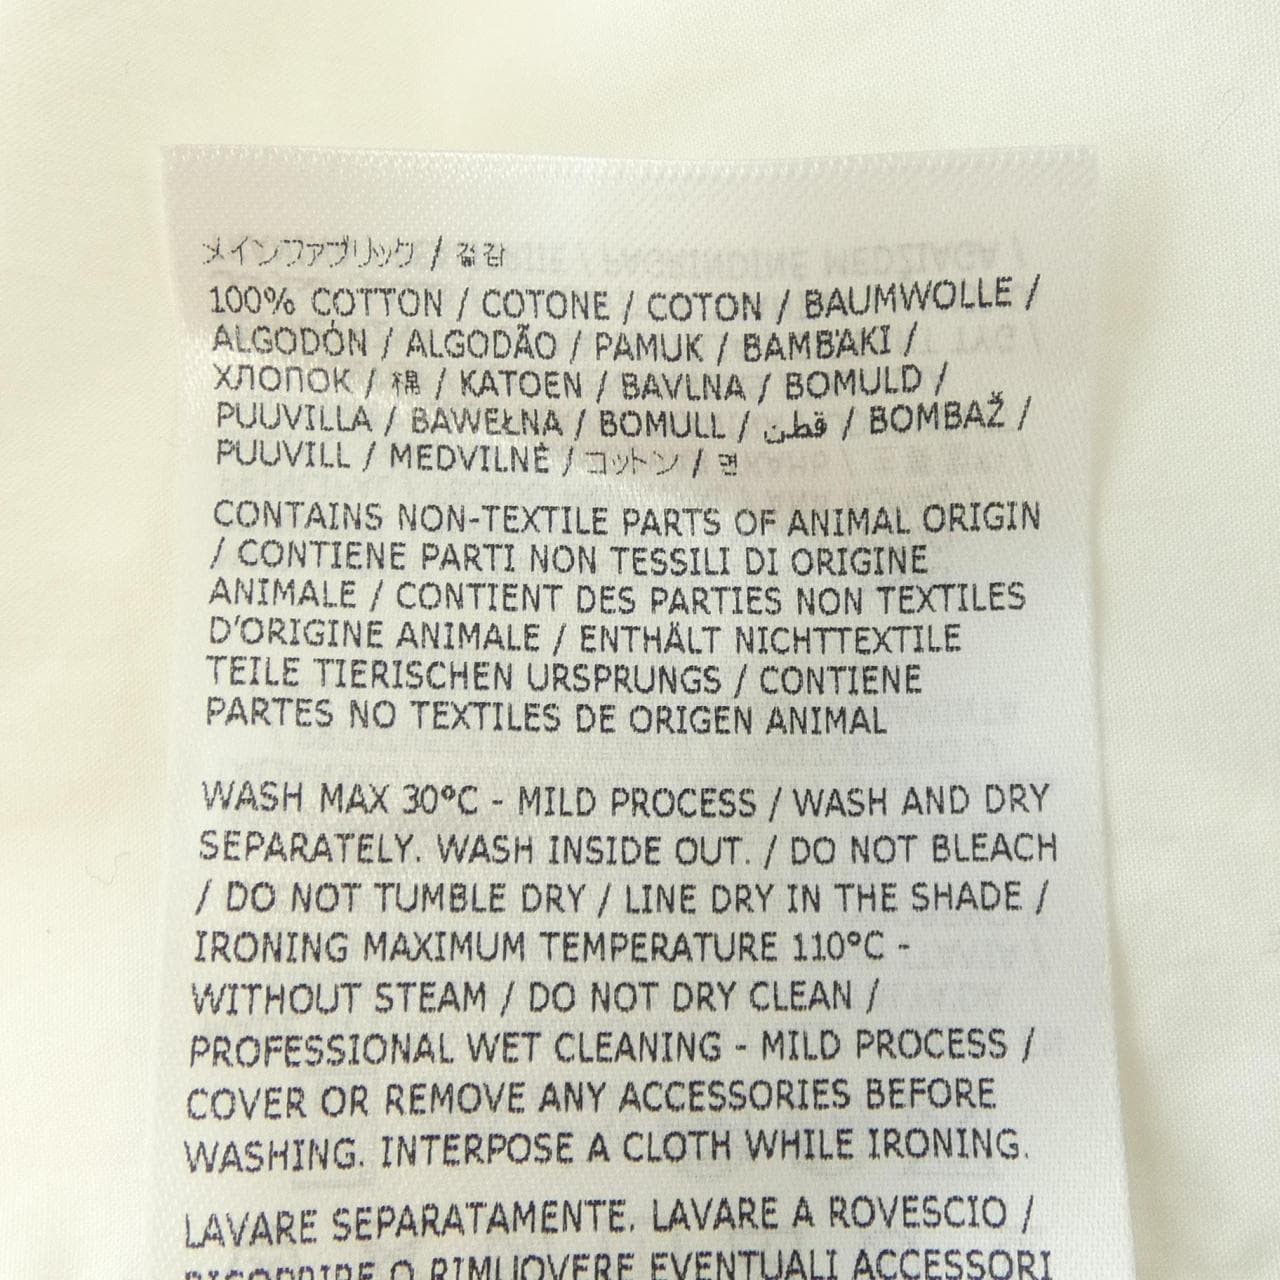 メインファブリック / 겉감
100% COTTON / COTONE / COTON / BAUMWOLLE /
ALGODÓN / ALGODÃO / PAMUK / BAMBAKI /
ХЛОПОК / 棉 / KATOEN / BAVLNA / BOMULD /
PUUVILLA / BAWEŁNA / BOMULL / قطن / BOMBAŽ /
PUUVILL / MEDVILNĖ / コットン / 면
CONTAINS NON-TEXTILE PARTS OF ANIMAL ORIGIN
/ CONTIENE PARTI NON TESSILI DI ORIGINE
ANIMALE / CONTIENT DES PARTIES NON TEXTILES
D'ORIGINE ANIMALE / ENTHÄLT NICHTTEXTILE
TEILE TIERISCHEN URSPRUNGS / CONTIENE
PARTES NO TEXTILES DE ORIGEN ANIMAL
WASH MAX 30°C - MILD PROCESS / WASH AND DRY
SEPARATELY. WASH INSIDE OUT. / DO NOT BLEACH
/ DO NOT TUMBLE DRY / LINE DRY IN THE SHADE /
IRONING MAXIMUM TEMPERATURE 110°C -
WITHOUT STEAM / DO NOT DRY CLEAN /
PROFESSIONAL WET CLEANING - MILD PROCESS /
COVER OR REMOVE ANY ACCESSORIES BEFORE
WASHING. INTERPOSE A CLOTH WHILE IRONING.
LAVARE SEPARATAMENTE. LAVARE A ROVESCIO /
RICOPRIRE O RIMUOVERE EVENTUALI ACCESSORI